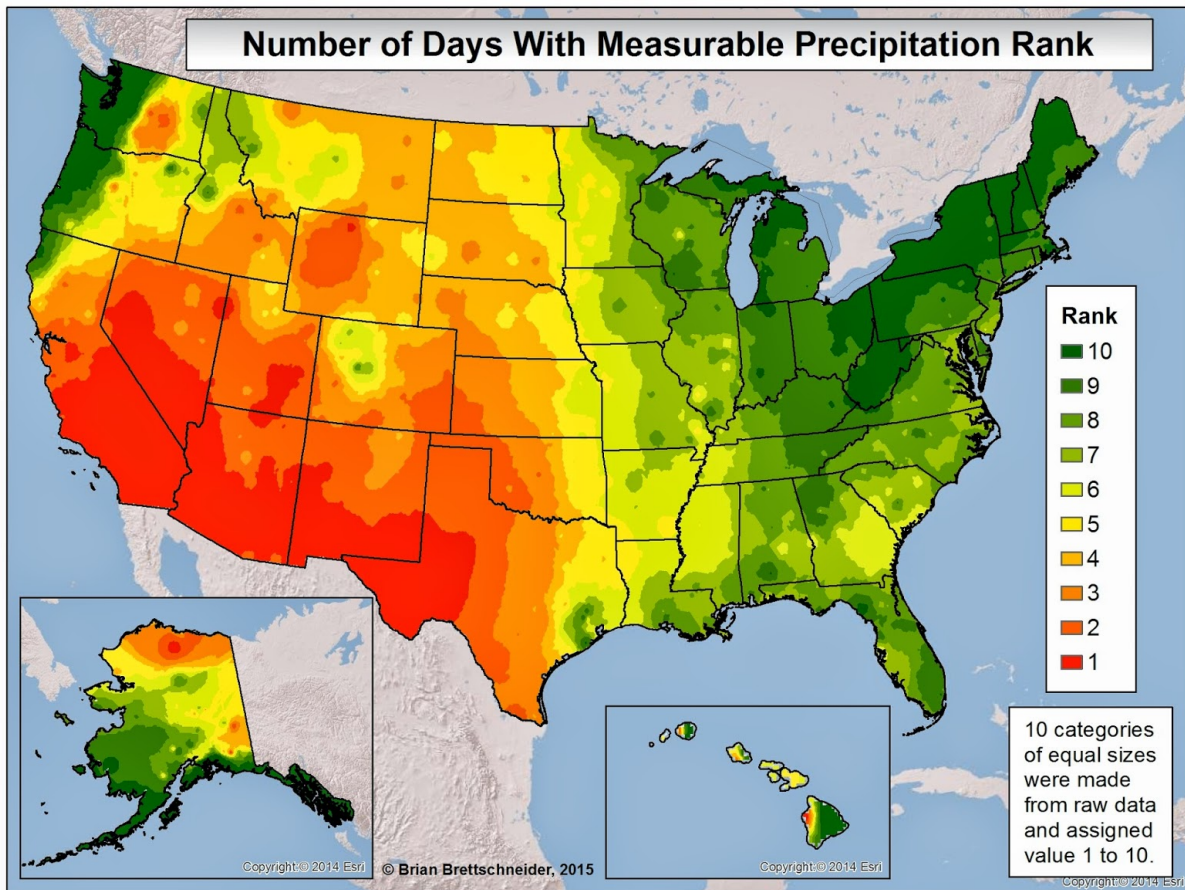 Number of Days With Measurable Precipitation Rank
Rank
10
9
8
7
6
5
4
3
2
1
10 categories
of equal sizes
were made
from raw data
and assigned
value 1 to 10.
Copyright:© 2014 Esri
© Brian Brettschneider, 2015
Copyright:© 2014 Esri
Copyright:© 2014 Esri